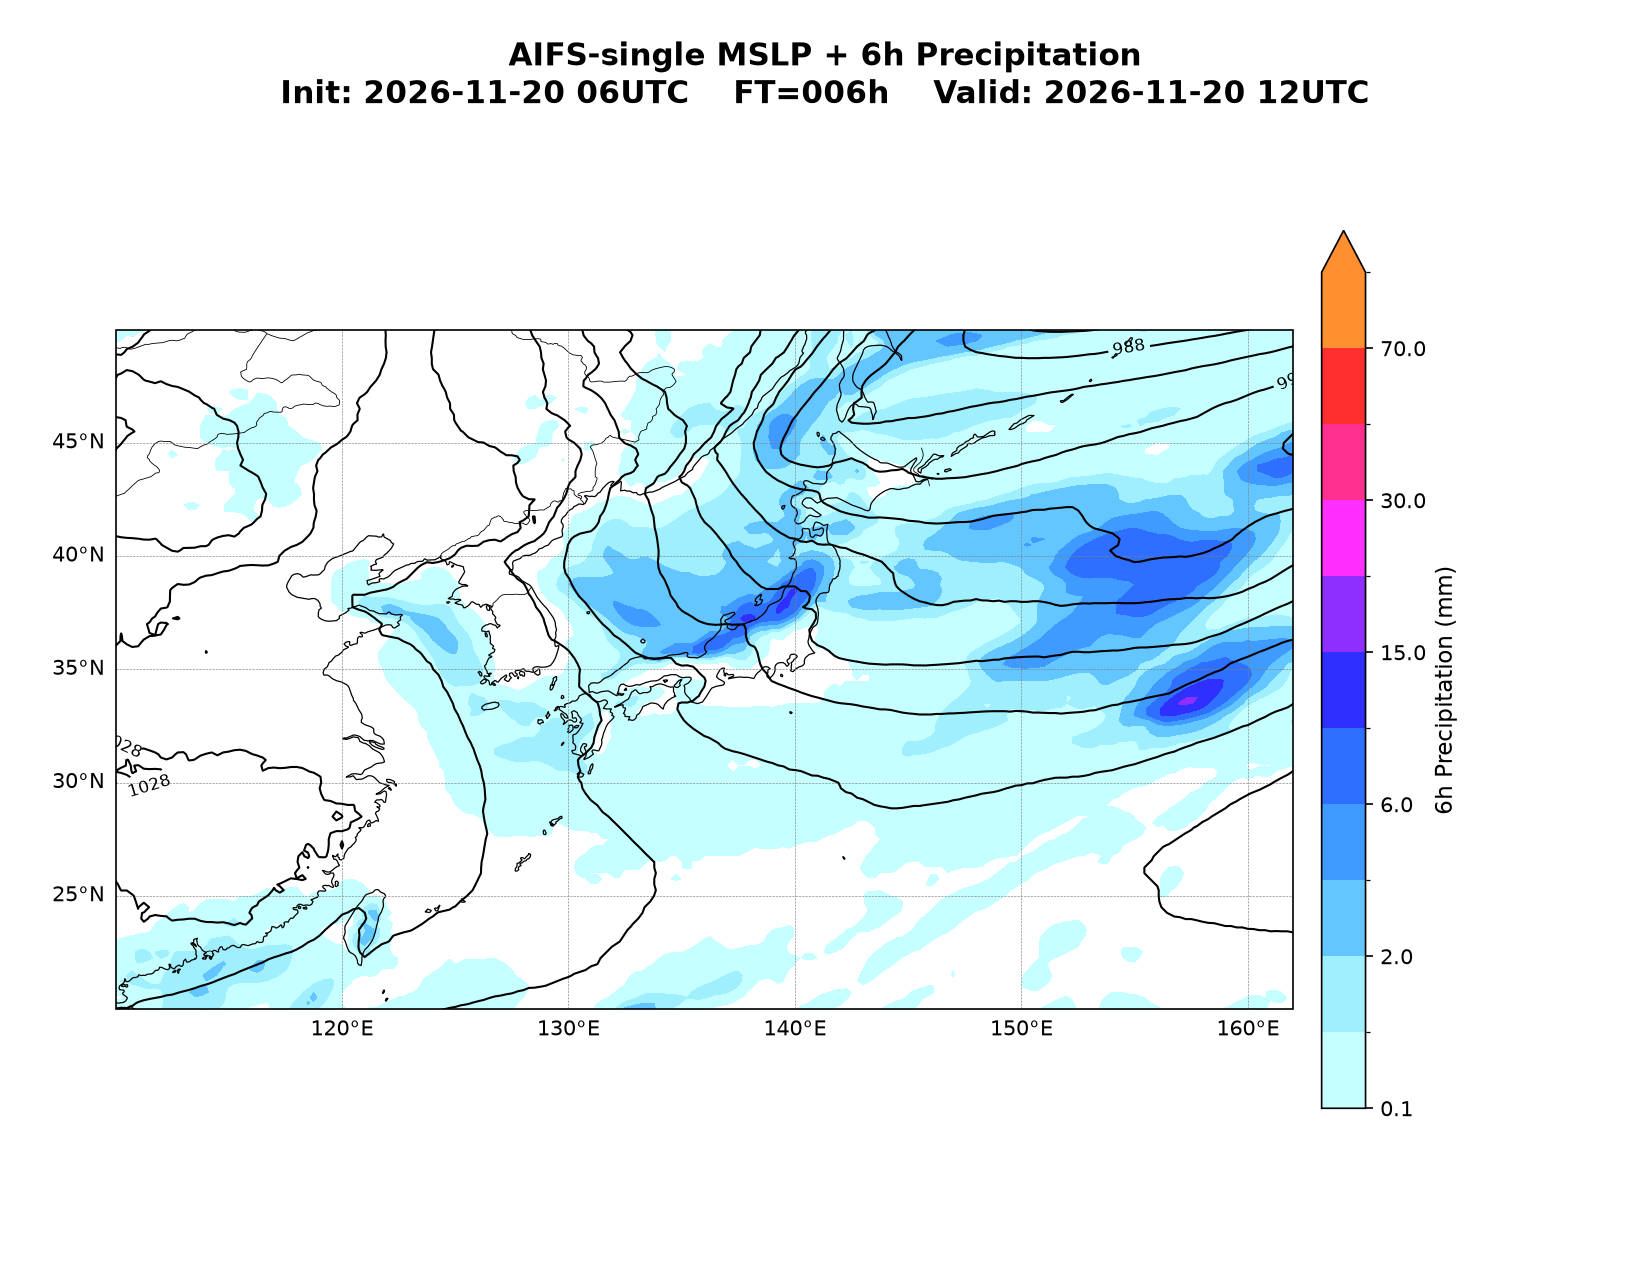 AIFS-single MSLP + 6h Precipitation
Init: 2026-11-20 06UTC    FT=006h    Valid: 2026-11-20 12UTC
988
45°N
40°N
35°N
30°N
25°N
1028
120°E
130°E
140°E
150°E
160°E
70.0
30.0
15.0
6.0
2.0
0.1
6h Precipitation (mm)